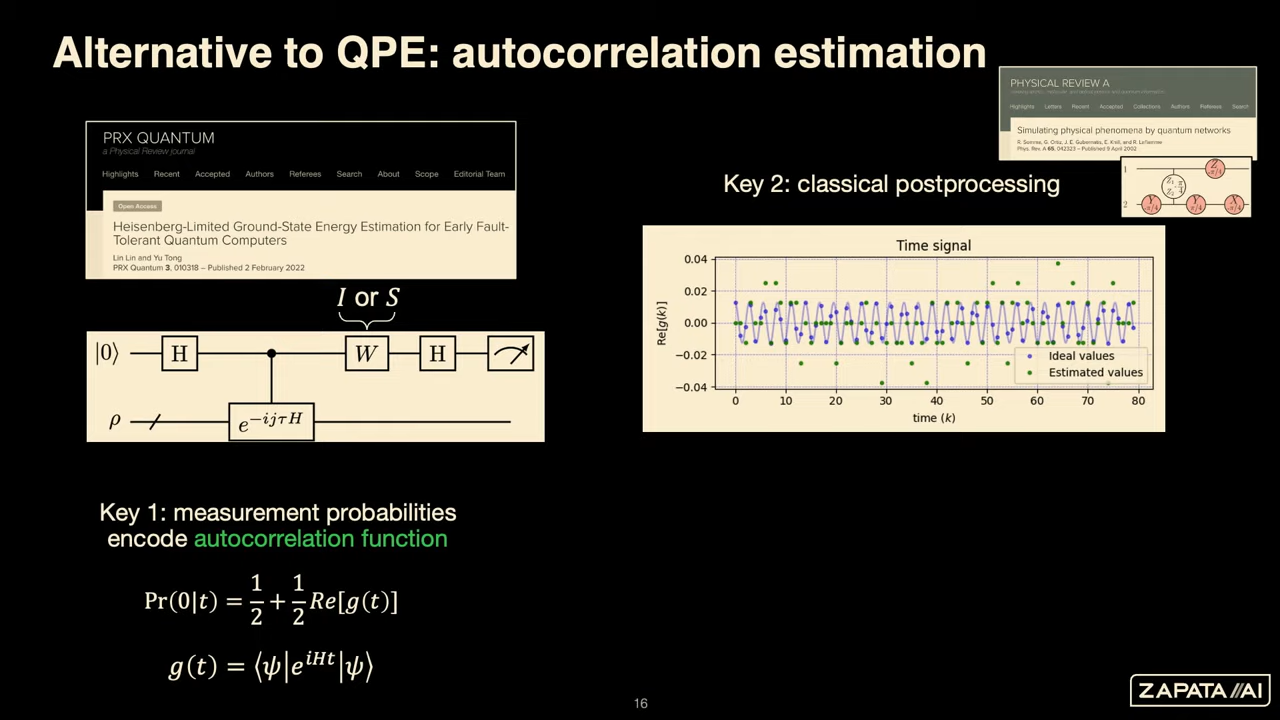 Alternative to QPE: autocorrelation estimation
PRX QUANTUM
a Physical Review journal
Highlights Recent Accepted Authors Referees Search About Scope Editorial Team
Open Access
Heisenberg-Limited Ground-State Energy Estimation for Early Fault-
Tolerant Quantum Computers
Lin Lin and Yu Tong
PRX Quantum 3, 010318 – Published 2 February 2022
I or S
|0⟩ H W H
ρ e^{-ijτH}
Key 1: measurement probabilities
encode autocorrelation function
Pr(0|t) = 1/2 + 1/2 Re[g(t)]
g(t) = ⟨ψ|e^{iHt}|ψ⟩
PHYSICAL REVIEW A
Highlights Letters Recent Accepted Collections Authors Referees Search
Simulating physical phenomena by quantum networks
R. Somma, G. Ortiz, J. E. Gubernatis, E. Knill, and R. Laflamme
Phys. Rev. A 65, 042323 – Published 9 April 2002
Key 2: classical postprocessing
Time signal
Re[g(k)]
0.04
0.02
0.00
−0.02
−0.04
Ideal values
Estimated values
0 10 20 30 40 50 60 70 80
time (k)
16
ZAPATA //AI